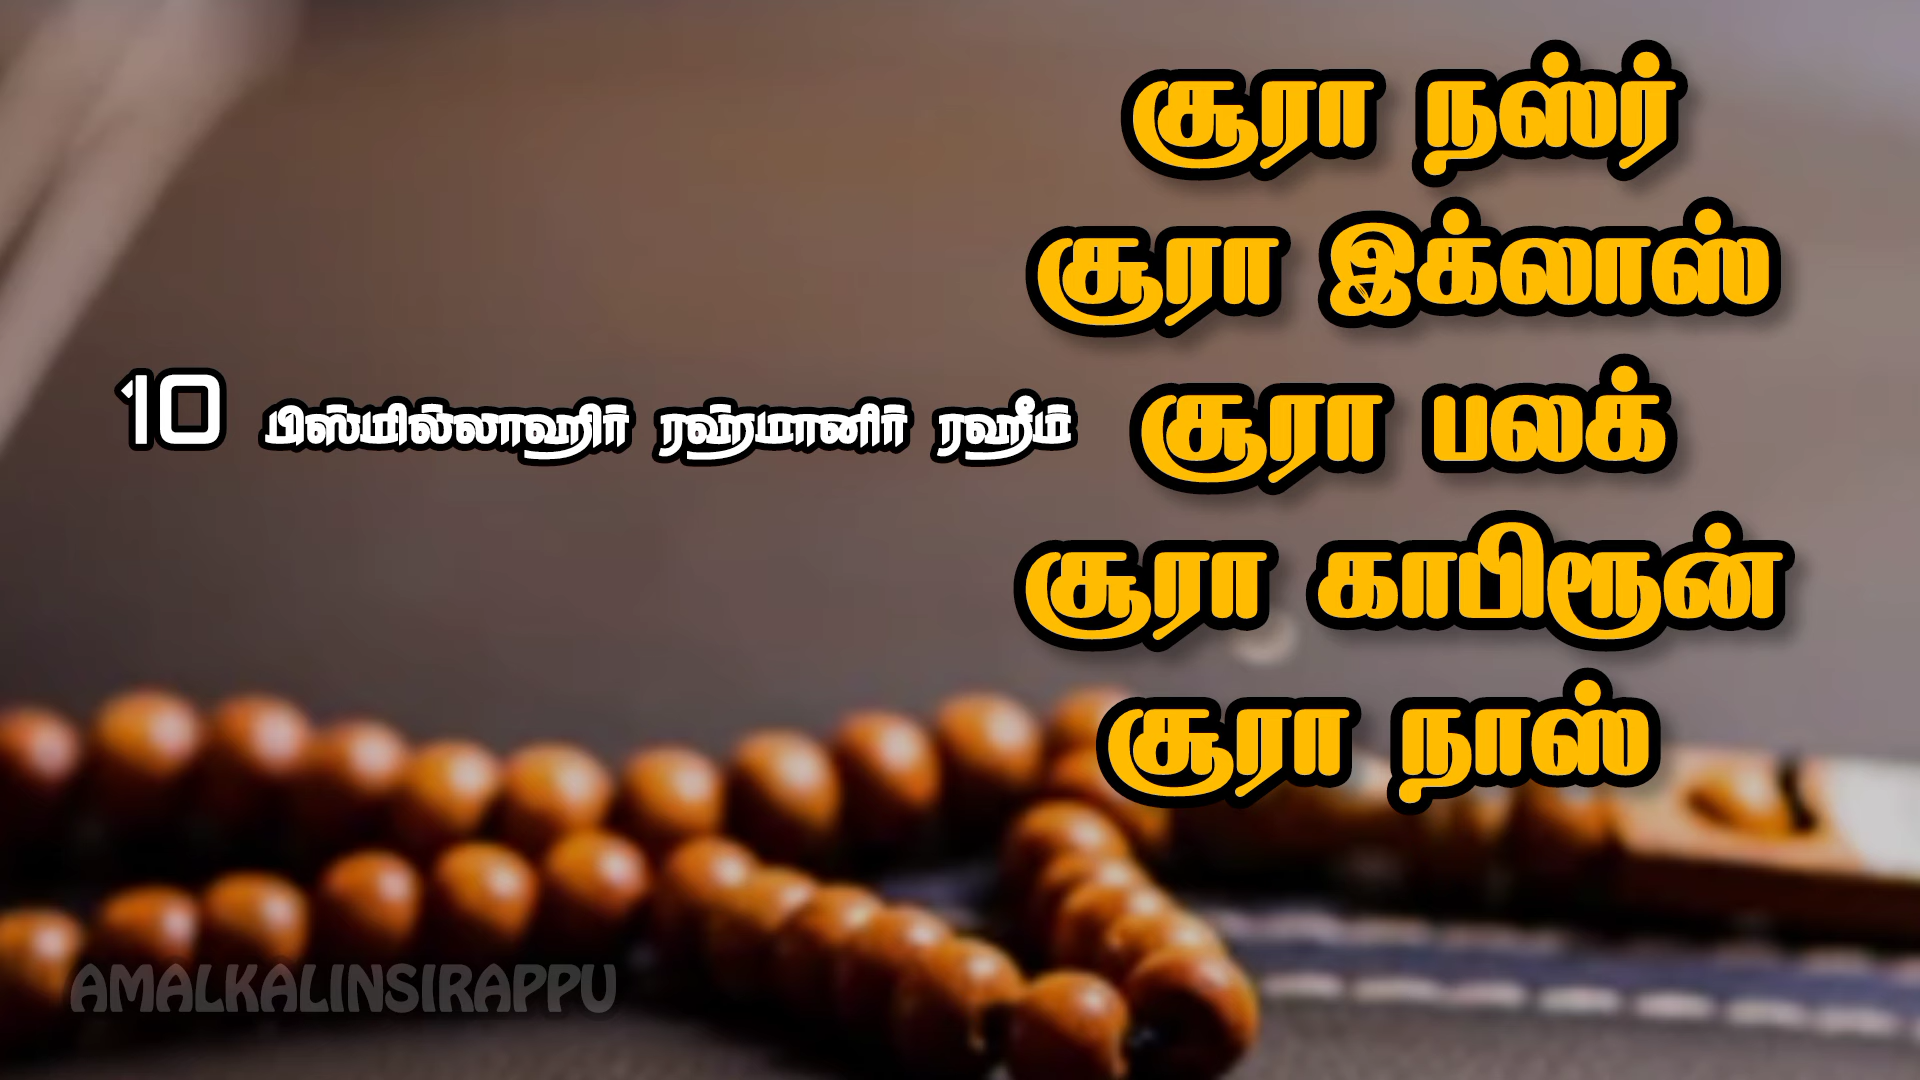 சூரா நஸ்ர்
சூரா இக்லாஸ்
10 பிஸ்மில்லாஹிர் ரஹ்மானிர் ரஹீம்
சூரா பலக்
சூரா காபிரூன்
சூரா நாஸ்
AMALKALINSIRAPPU